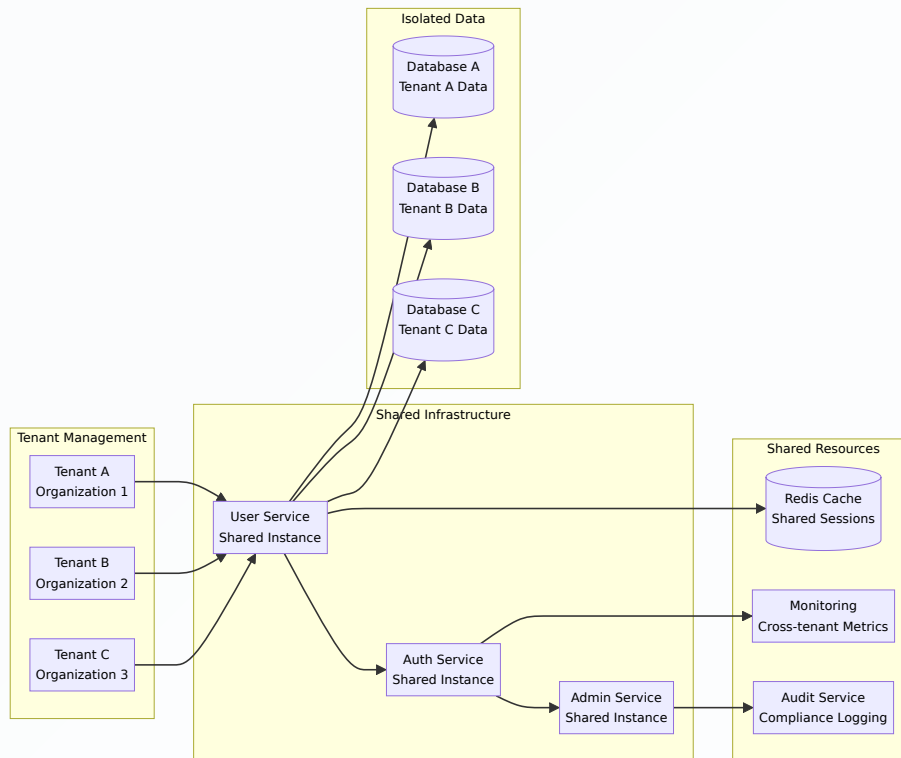 Isolated Data
Database A
Tenant A Data
Database B
Tenant B Data
Database C
Tenant C Data
Shared Infrastructure
Tenant Management
Tenant A
Organization 1
Tenant B
Organization 2
Tenant C
Organization 3
User Service
Shared Instance
Auth Service
Shared Instance
Admin Service
Shared Instance
Shared Resources
Redis Cache
Shared Sessions
Monitoring
Cross-tenant Metrics
Audit Service
Compliance Logging